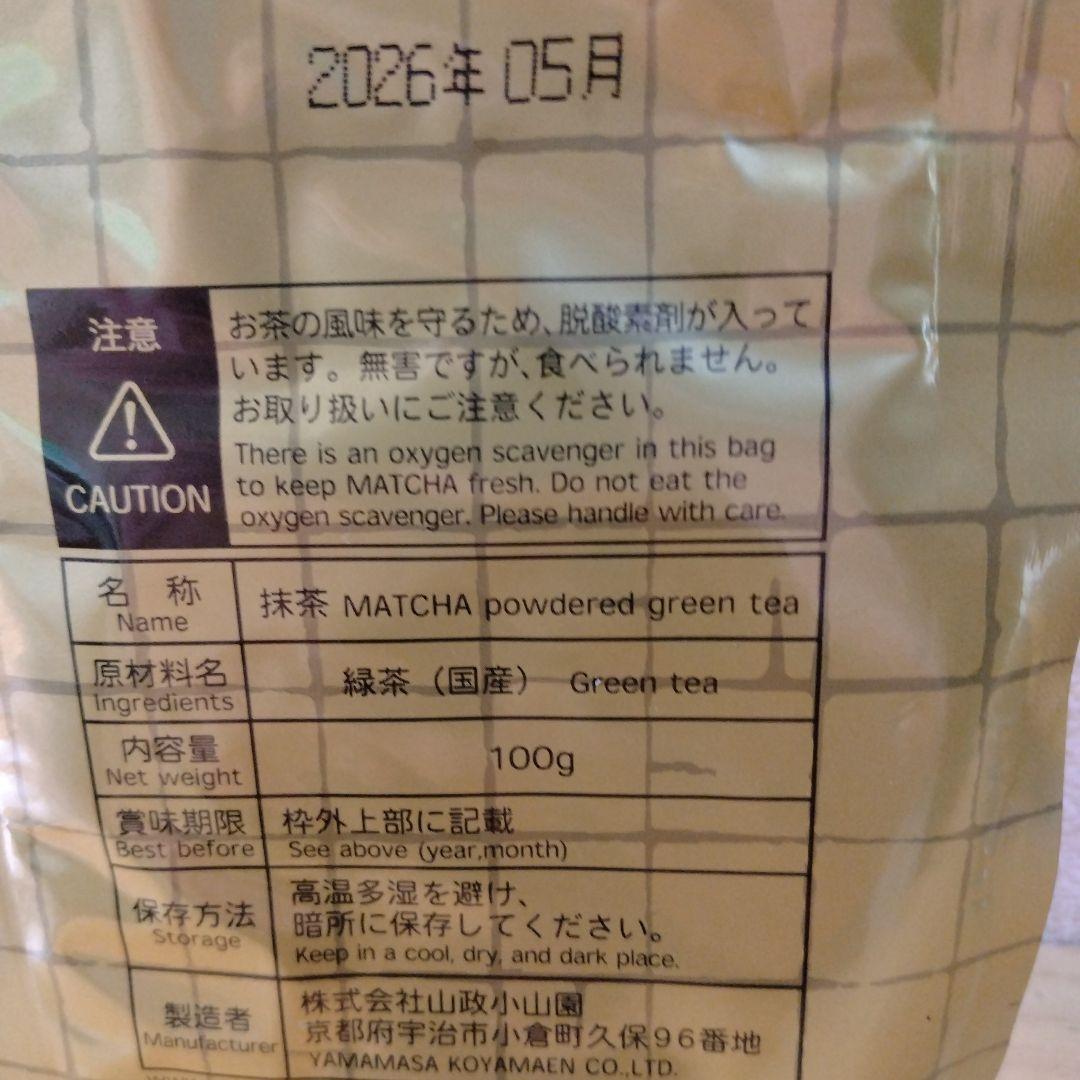 2026年 05月
注意
CAUTION
お茶の風味を守るため、脱酸素剤が入って
います。無害ですが、食べられません。
お取り扱いにご注意ください。
There is an oxygen scavenger in this bag
to keep MATCHA fresh. Do not eat the
oxygen scavenger. Please handle with care.
名 称
Name
抹茶 MATCHA powdered green tea
原材料名
Ingredients
緑茶（国産） Green tea
内容量
Net weight
100g
賞味期限
Best before
枠外上部に記載
See above (year,month)
保存方法
Storage
高温多湿を避け、
暗所に保存してください。
Keep in a cool, dry, and dark place.
製造者
Manufacturer
株式会社山政小山園
京都府宇治市小倉町久保96番地
YAMAMASA KOYAMAEN CO.,LTD.